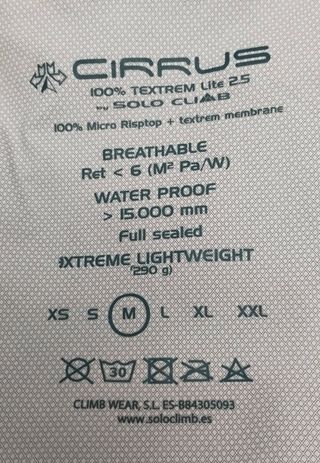 CIRRUS
100% TEXTREM Lite 2.5
by SOLO CLIMB
100% Micro Risptop + textrem membrane
BREATHABLE
Ret < 6 (M² Pa/W)
WATER PROOF
> 15.000 mm
Full sealed
EXTREME LIGHTWEIGHT
(290 g)
XS S M L XL XXL
30
CLIMB WEAR, S.L. ES-B84305093
www.soloclimb.es